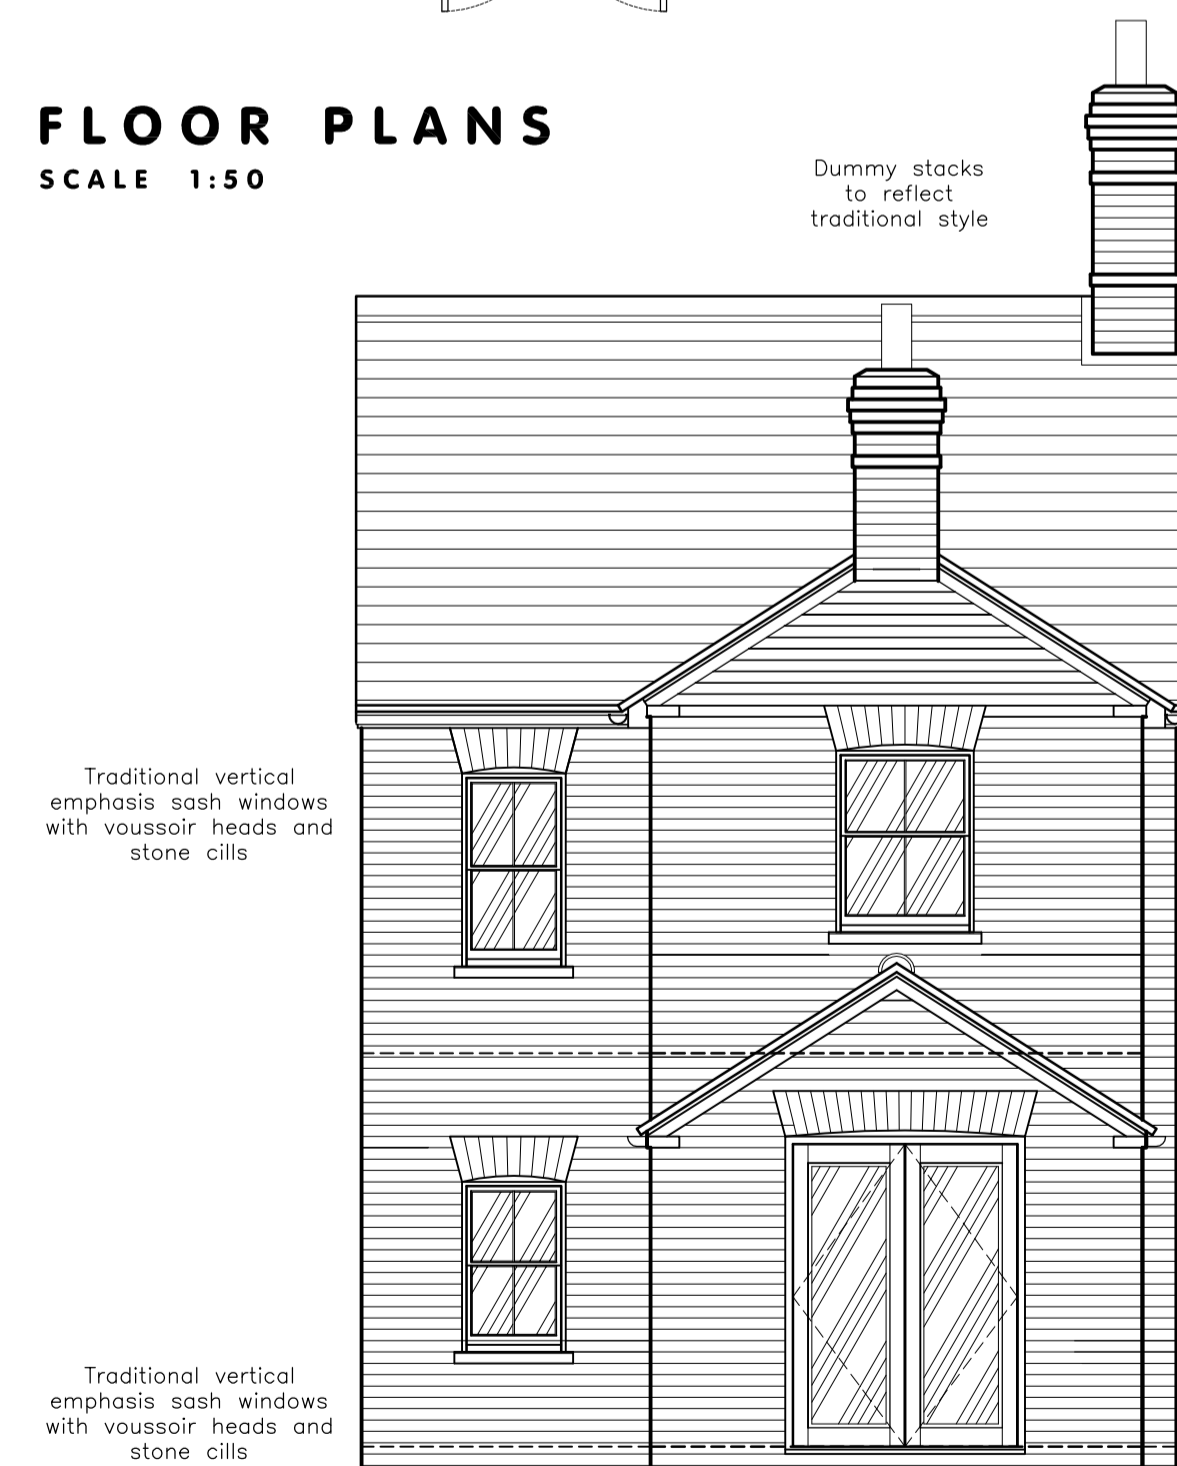 FLOOR PLANS
SCALE 1:50
Dummy stacks
to reflect
traditional style
Traditional vertical
emphasis sash windows
with voussoir heads and
stone cills
Traditional vertical
emphasis sash windows
with voussoir heads and
stone cills